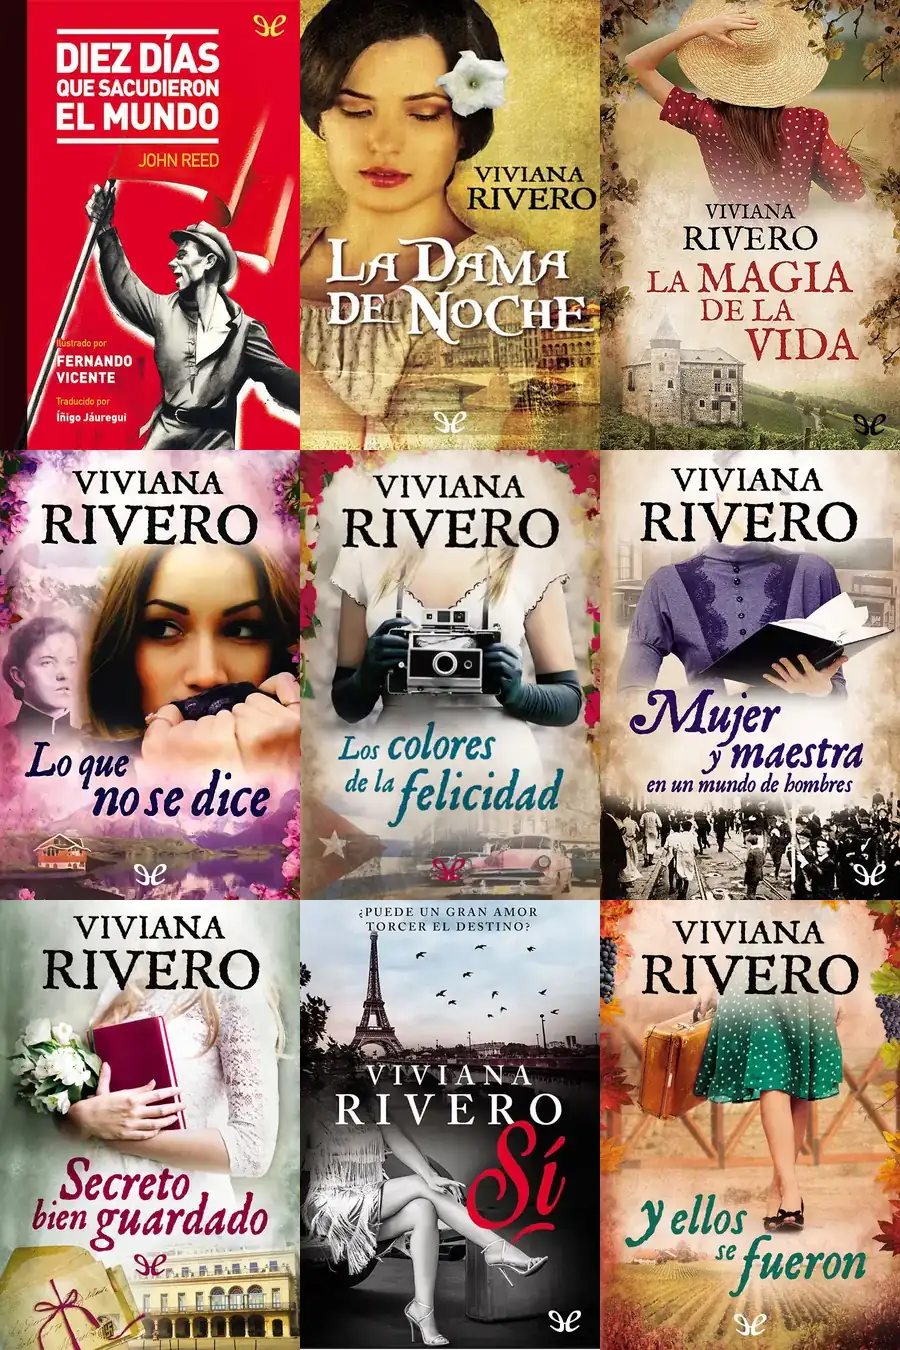 DIEZ DÍAS
QUE SACUDIERON
EL MUNDO
JOHN REED
Ilustrado por
FERNANDO
VICENTE
Traducido por
Íñigo Jáuregui
VIVIANA
RIVERO
LA DAMA
DE NOCHE
VIVIANA
RIVERO
LA MAGIA
DE LA
VIDA
VIVIANA
RIVERO
Lo que
no se dice
VIVIANA
RIVERO
Los colores
de la felicidad
VIVIANA
RIVERO
Mujer
y maestra
en un mundo de hombres
VIVIANA
RIVERO
Secreto
bien guardado
¿PUEDE UN GRAN AMOR
TORCER EL DESTINO?
VIVIANA
RIVERO
Sí
VIVIANA
RIVERO
y ellos
se fueron